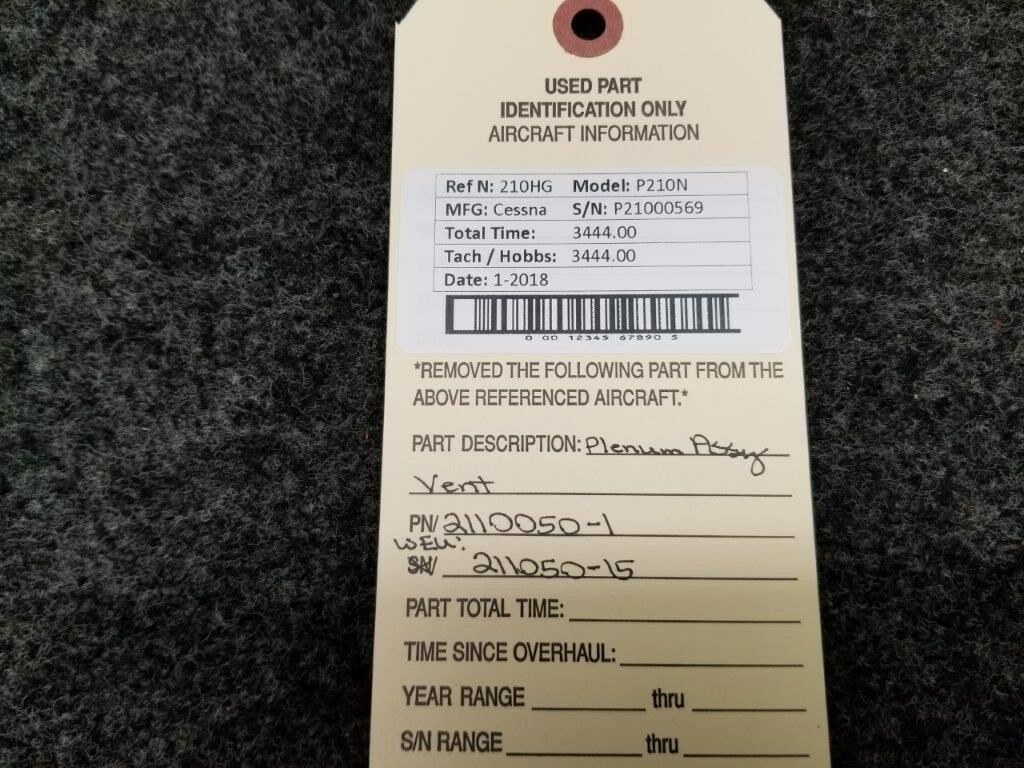 USED PART
IDENTIFICATION ONLY
AIRCRAFT INFORMATION
Ref N: 210HG Model: P210N
MFG: Cessna S/N: P21000569
Total Time: 3444.00
Tach / Hobbs: 3444.00
Date: 1-2018
0 00 12345 67890 5
*REMOVED THE FOLLOWING PART FROM THE
ABOVE REFERENCED AIRCRAFT.*
PART DESCRIPTION: Plenum Assy
Vent
PN/ 2110050-1
SN/ 211050-15
PART TOTAL TIME:
TIME SINCE OVERHAUL:
YEAR RANGE thru
S/N RANGE thru